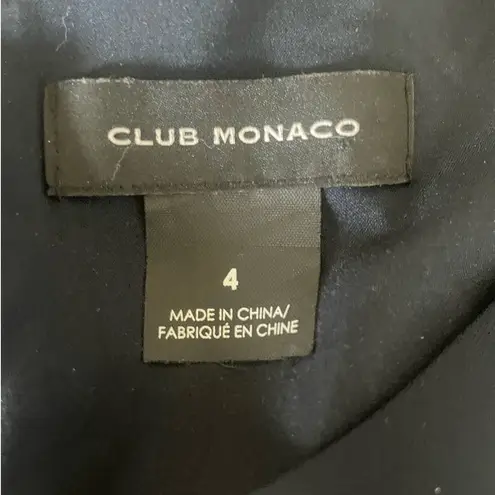 CLUB MONACO
4
MADE IN CHINA/
FABRIQUÉ EN CHINE